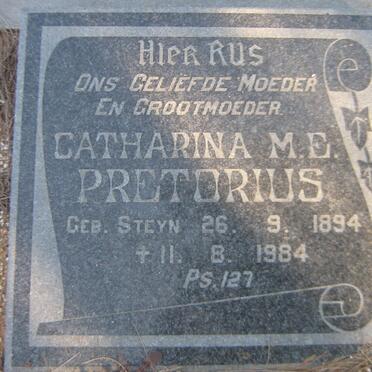 HIER RUS
ONS GELIEFDE MOEDER
EN GROOTMOEDER
CATHARINA M.E.
PRETORIUS
GEB. STEYN 26. 9. 1894
+ 11. 8. 1984
PS. 127